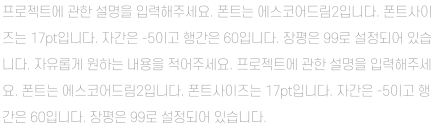 프로젝트에 관한 설명을 입력해주세요. 폰트는 에스코어드림2입니다. 폰트사이
즈는 17pt입니다. 자간은 -5이고 행간은 60입니다. 장평은 99로 설정되어 있습
니다. 자유롭게 원하는 내용을 적어주세요. 프로젝트에 관한 설명을 입력해주세
요. 폰트는 에스코어드림2입니다. 폰트사이즈는 17pt입니다. 자간은 -5이고 행
간은 60입니다. 장평은 99로 설정되어 있습니다.